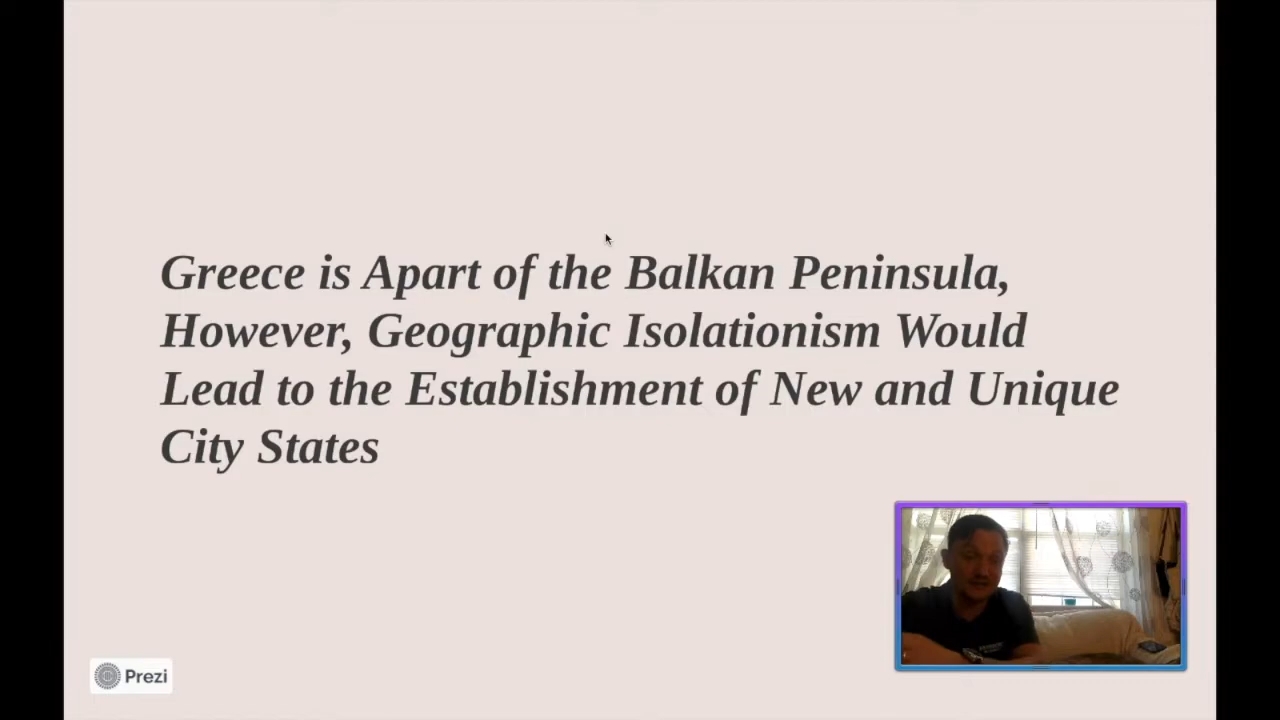 Greece is Apart of the Balkan Peninsula,
However, Geographic Isolationism Would
Lead to the Establishment of New and Unique
City States
Prezi